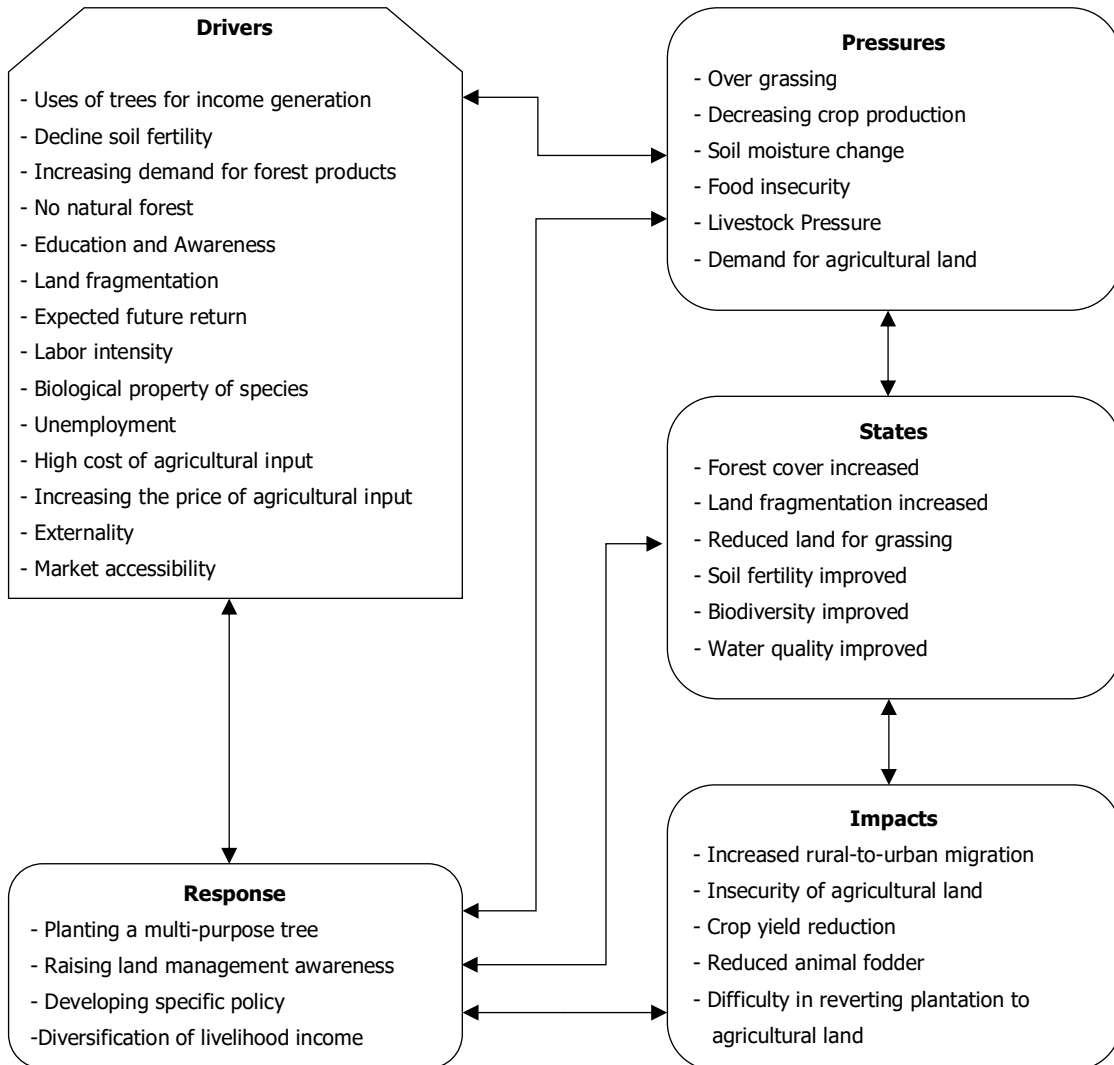 Drivers
- Uses of trees for income generation
- Decline soil fertility
- Increasing demand for forest products
- No natural forest
- Education and Awareness
- Land fragmentation
- Expected future return
- Labor intensity
- Biological property of species
- Unemployment
- High cost of agricultural input
- Increasing the price of agricultural input
- Externality
- Market accessibility
Pressures
- Over grassing
- Decreasing crop production
- Soil moisture change
- Food insecurity
- Livestock Pressure
- Demand for agricultural land
States
- Forest cover increased
- Land fragmentation increased
- Reduced land for grassing
- Soil fertility improved
- Biodiversity improved
- Water quality improved
Impacts
- Increased rural-to-urban migration
- Insecurity of agricultural land
- Crop yield reduction
- Reduced animal fodder
- Difficulty in reverting plantation to
agricultural land
Response
- Planting a multi-purpose tree
- Raising land management awareness
- Developing specific policy
-Diversification of livelihood income